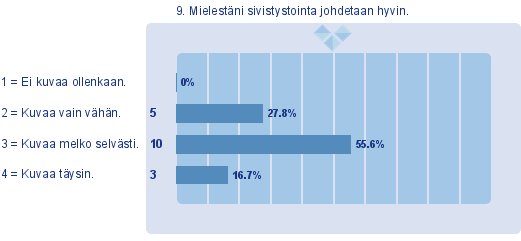 9. Mielestäni sivistystointa johdetaan hyvin.
1 = Ei kuvaa ollenkaan. 0%
2 = Kuvaa vain vähän. 5 27.8%
3 = Kuvaa melko selvästi. 10 55.6%
4 = Kuvaa täysin. 3 16.7%